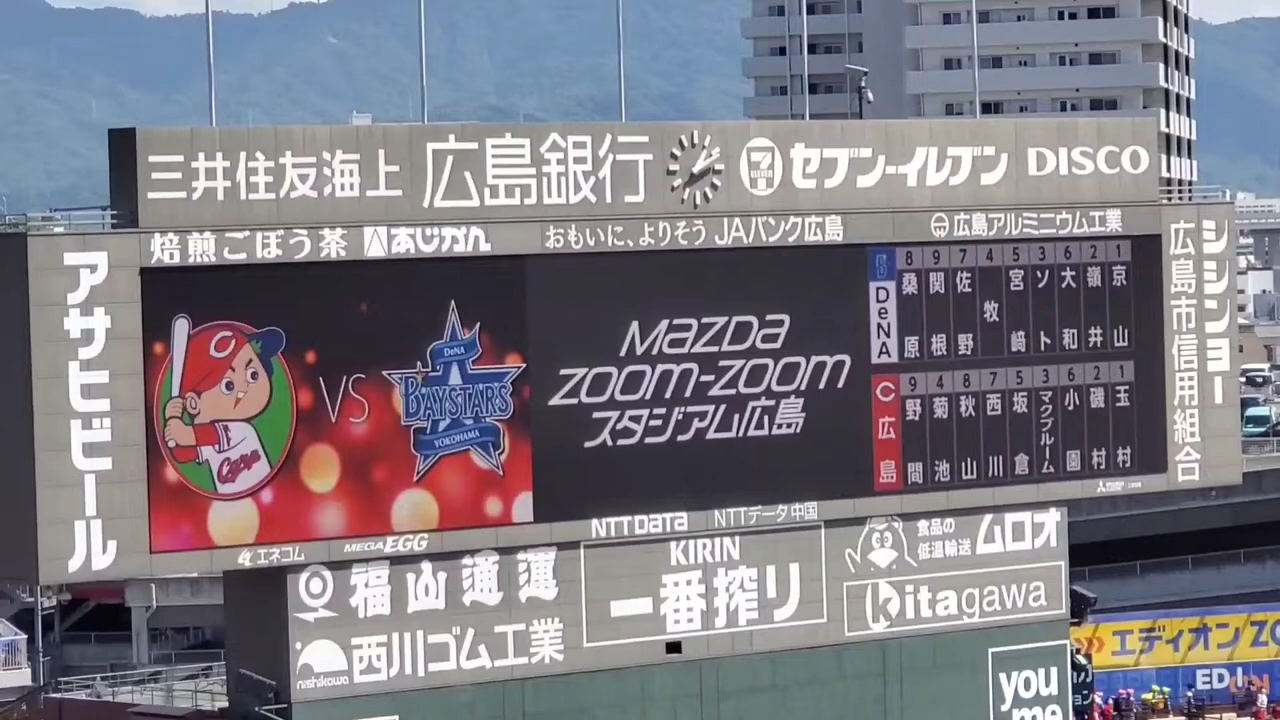 三井住友海上 広島銀行 7 ELEVEN セブン-イレブン DISCO
焙煎ごぼう茶 あじかん おもいに、よりそう JAバンク広島 広島アルミニウム工業
アサヒビール
シシンヨー
広島市信用組合
C Carp VS DeNA BAYSTARS YOKOHAMA
MAZDA
ZOOM-ZOOM
スタジアム広島
DeNA
8 9 7 4 5 3 6 2 1
桑原 関根 佐野 牧 宮﨑 ソト 大和 嶺井 京山
C広島
9 4 8 7 5 3 6 2 1
野間 菊池 秋山 西川 坂倉 マクブルーム 小園 磯村 玉村
エネコム MEGA EGG NTT DATA NTTデータ中国
福山通運
KIRIN
一番搾り
食品の
低温輸送 ムロオ
nishikawa 西川ゴム工業
Kitagawa
エディオン ZO
EDI
you
me